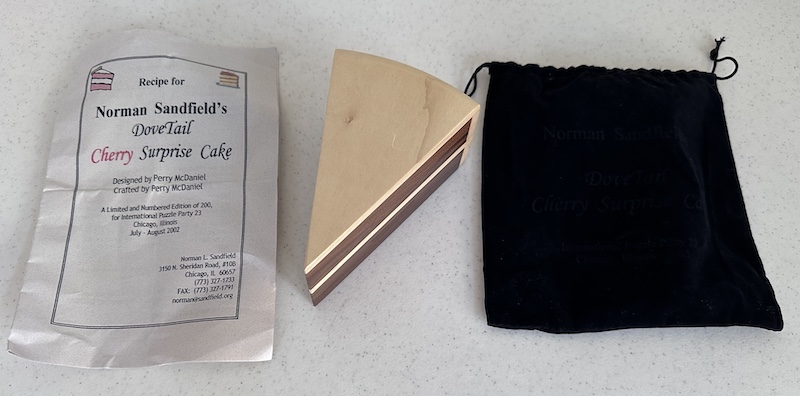 Recipe for
Norman Sandfield's
DoveTail
Cherry Surprise Cake
Designed by Perry McDaniel
Crafted by Perry McDaniel
A Limited and Numbered Edition of 200,
for International Puzzle Party 23
Chicago, Illinois
July - August 2002
Norman L. Sandfield
3150 N. Sheridan Road, #10B
Chicago, IL 60657
(773) 327-1733
FAX: (773) 327-1791
norman@sandfield.org
Norman Sandfiel
DoveTail
Cherry Surprise Ca